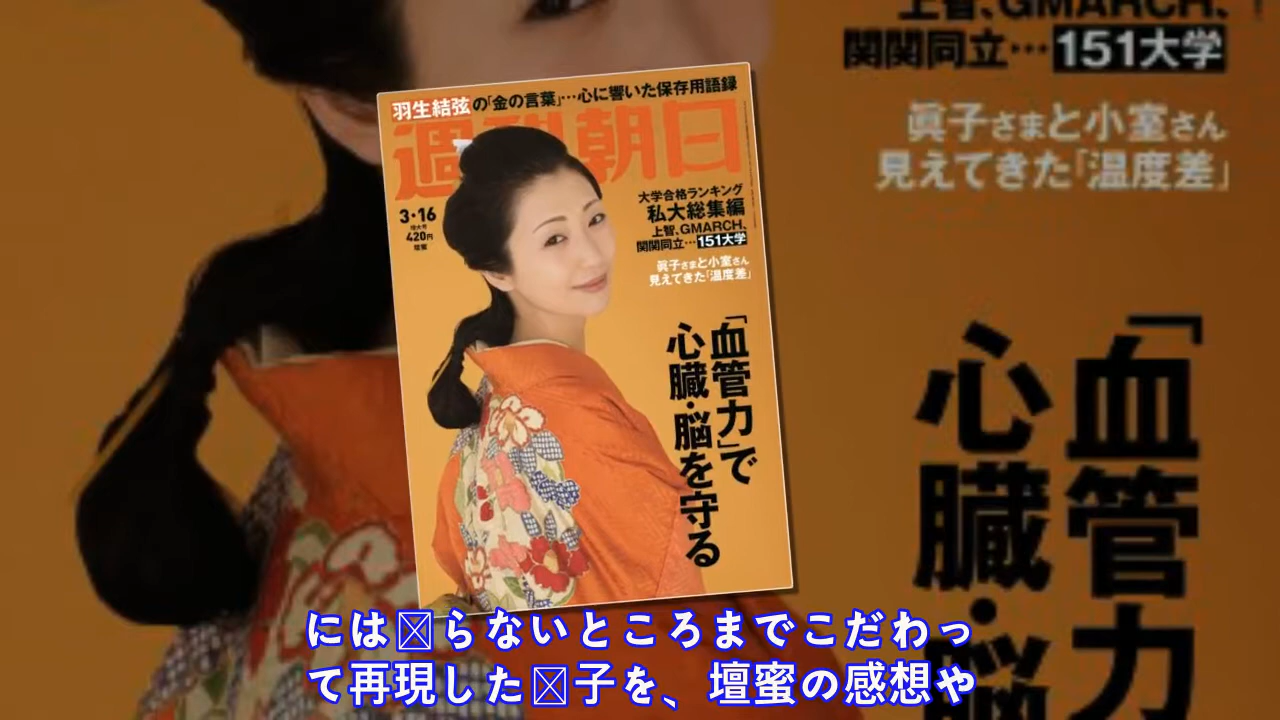 上智、GMARCH、
関関同立…151大学
眞子さまと小室さん
見えてきた「温度差」
「血管力
心臓・脳
羽生結弦の「金の言葉」…心に響いた保存用語録
週刊朝日
3・16
増大号
420円
壇蜜
大学合格ランキング
私大総集編
上智、GMARCH、
関関同立…151大学
眞子さまと小室さん
見えてきた「温度差」
「血管力」で
心臓・脳を守る
には〿らないところまでこだわっ
て再現した〿子を、壇蜜の感想や